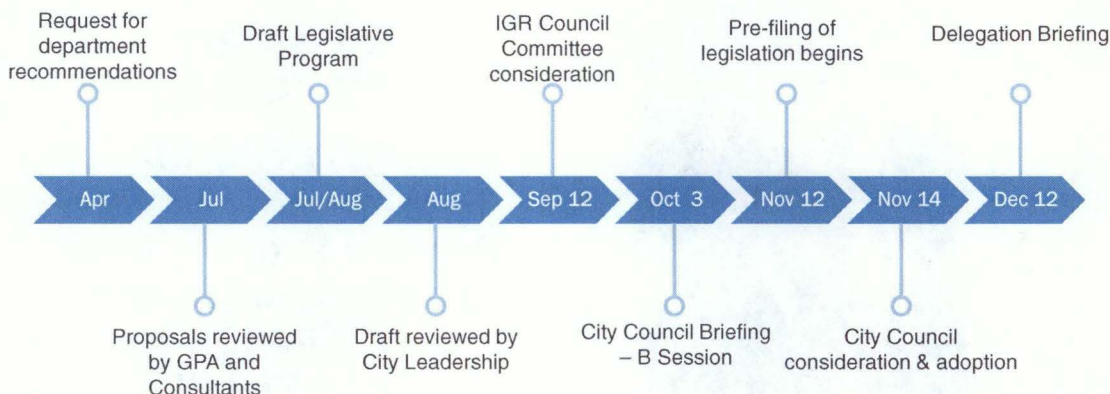 Request for
department
recommendations
Draft Legislative
Program
IGR Council
Committee
consideration
Pre-filing of
legislation begins
Delegation Briefing
Apr
Jul
Jul/Aug
Aug
Sep 12
Oct 3
Nov 12
Nov 14
Dec 12
Proposals reviewed
by GPA and
Consultants
Draft reviewed by
City Leadership
City Council Briefing
– B Session
City Council
consideration & adoption